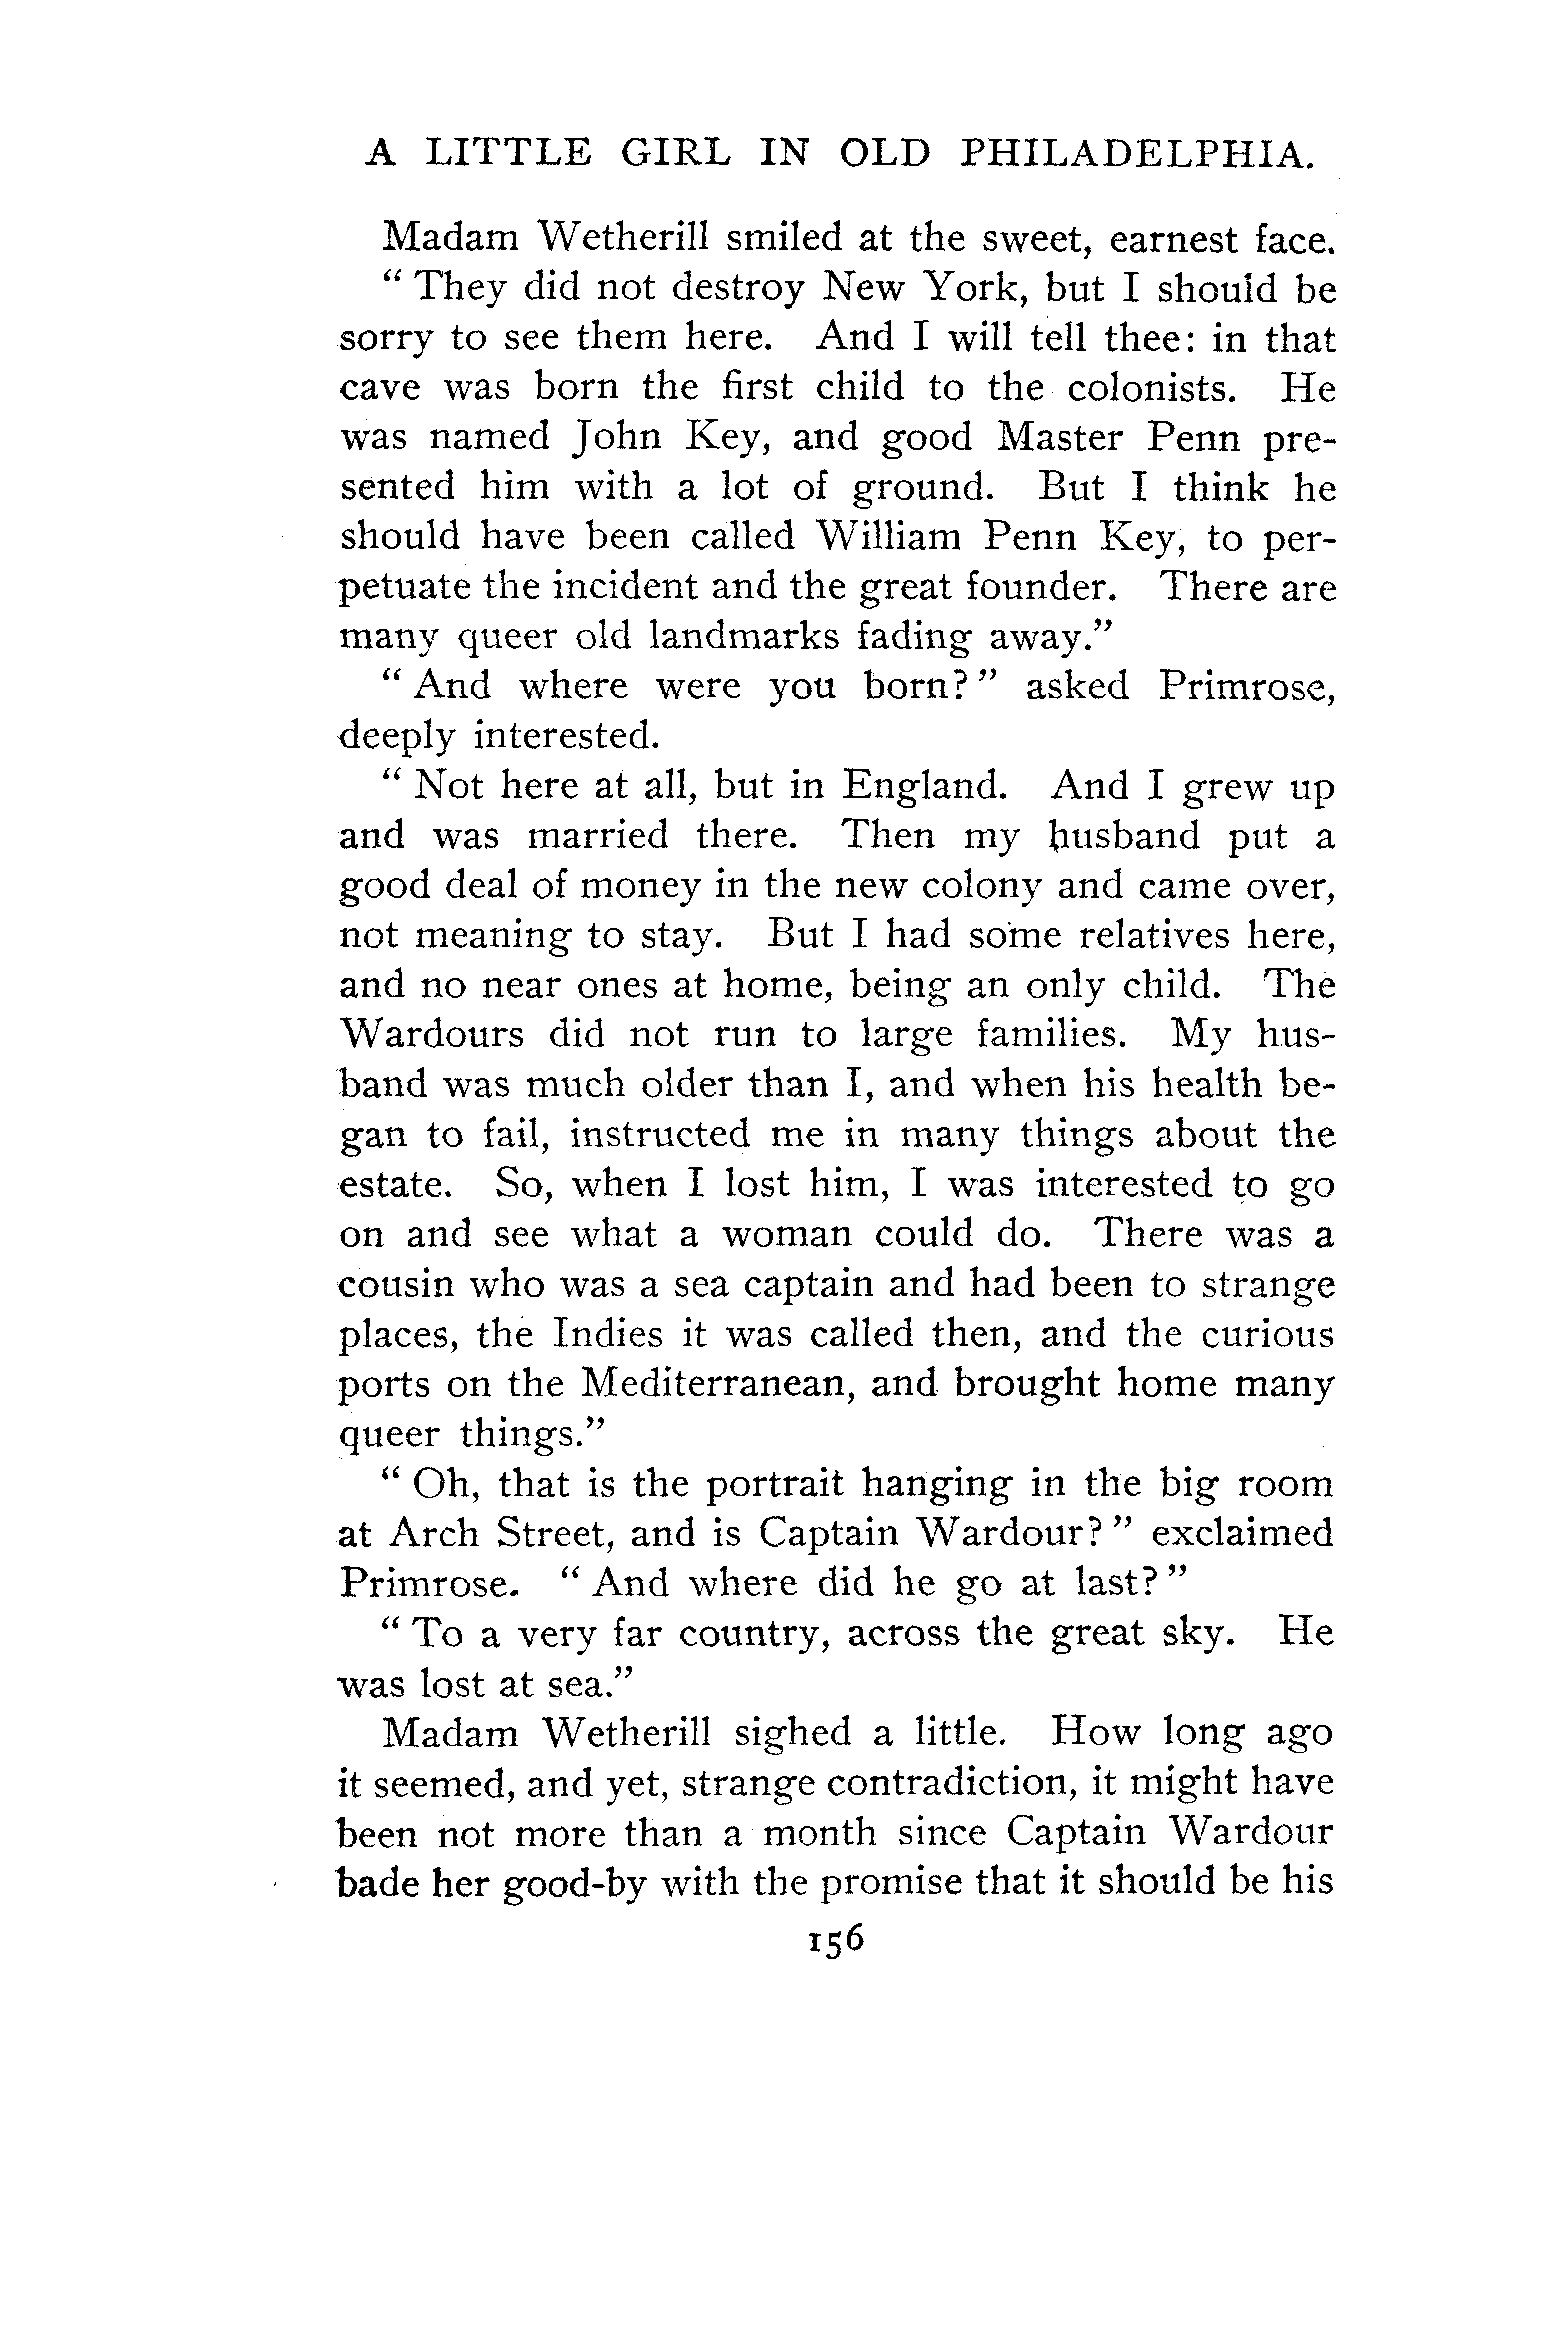 A LITTLE GIRL IN OLD PHILADELPHIA.
Madam Wetherill smiled at the sweet, earnest face.
“ They did not destroy New York, but I should be
sorry to see them here. And I will tell thee: in that
cave was born the first child to the colonists. He
was named John Key, and good Master Penn pre-
sented him with a lot of ground. But I think he
should have been called William Penn Key, to per-
petuate the incident and the great founder. There are
many queer old landmarks fading away.”
“ And where were you born? ” asked Primrose,
deeply interested.
“ Not here at all, but in England. And I grew up
and was married there. Then my husband put a
good deal of money in the new colony and came over,
not meaning to stay. But I had some relatives here,
and no near ones at home, being an only child. The
Wardours did not run to large families. My hus-
band was much older than I, and when his health be-
gan to fail, instructed me in many things about the
estate. So, when I lost him, I was interested to go
on and see what a woman could do. There was a
cousin who was a sea captain and had been to strange
places, the Indies it was called then, and the curious
ports on the Mediterranean, and brought home many
queer things.”
“ Oh, that is the portrait hanging in the big room
at Arch Street, and is Captain Wardour? ” exclaimed
Primrose. “ And where did he go at last? ”
“ To a very far country, across the great sky. He
was lost at sea.”
Madam Wetherill sighed a little. How long ago
it seemed, and yet, strange contradiction, it might have
been not more than a month since Captain Wardour
bade her good-by with the promise that it should be his
156